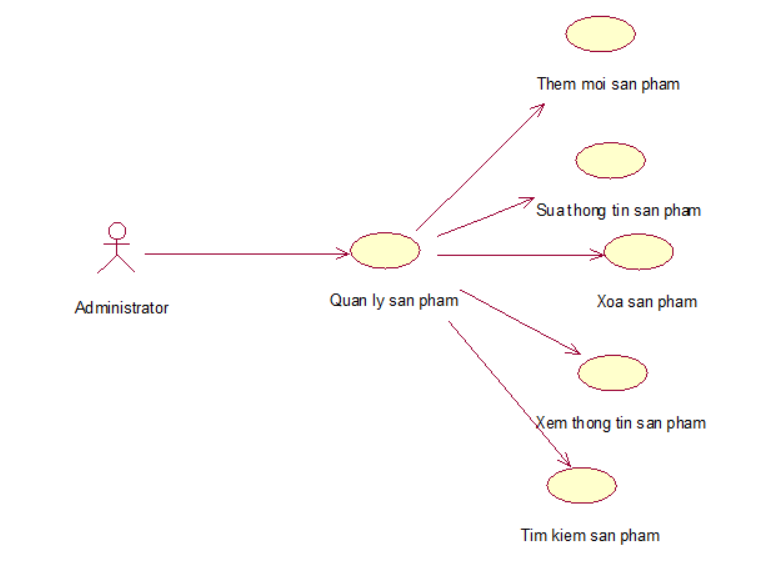 Them moi san pham
Sua thong tin san pham
Administrator
Quan ly san pham
Xoa san pham
Xem thong tin san pham
Tim kiem san pham